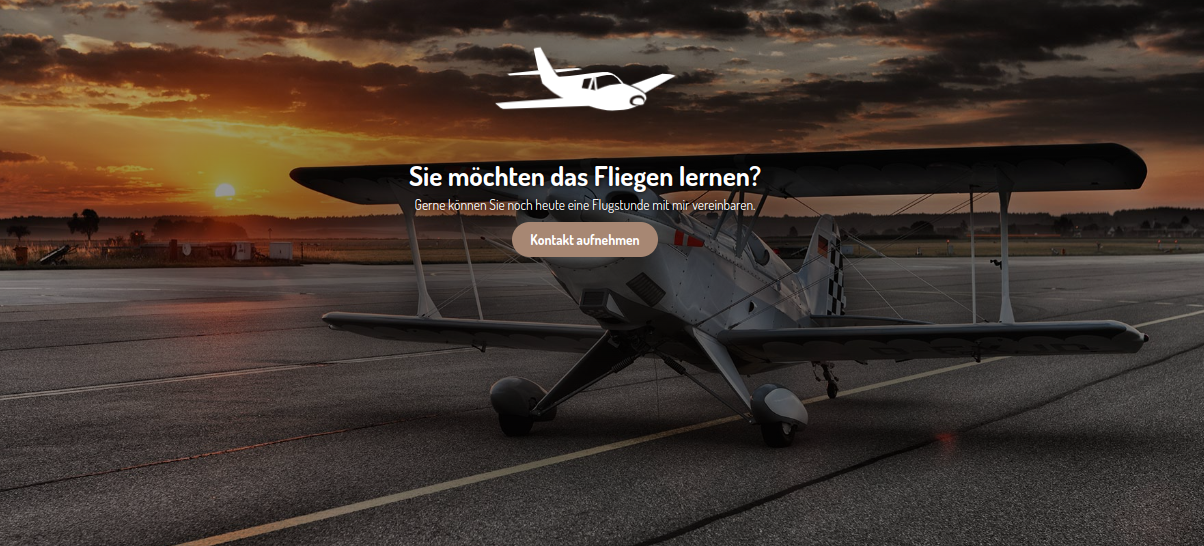 Sie möchten das Fliegen lernen?
Gerne können Sie noch heute eine Flugstunde mit mir vereinbaren.
Kontakt aufnehmen